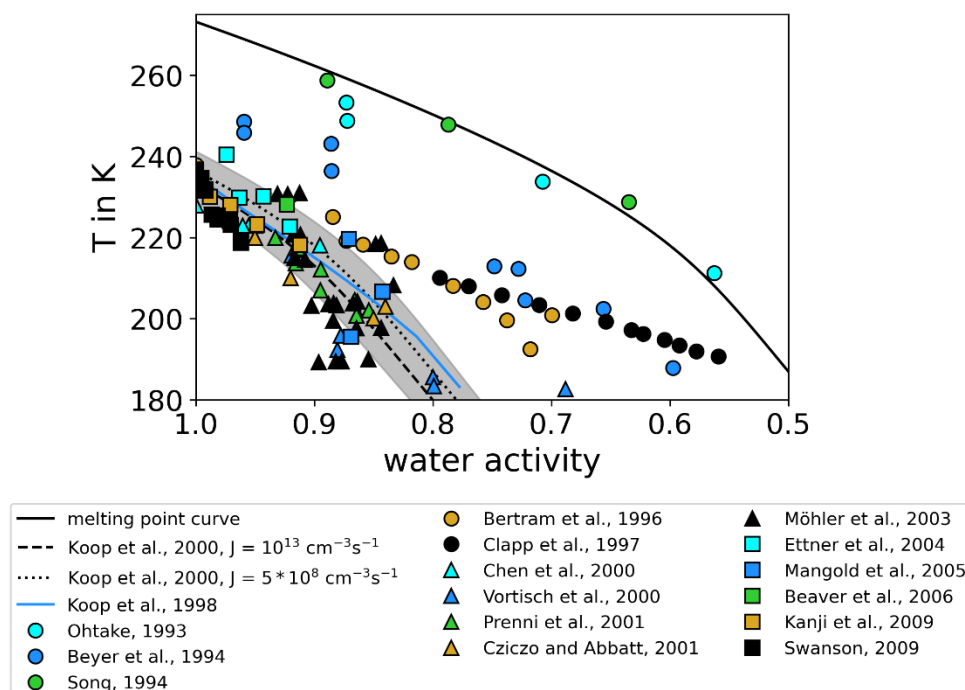 T in K
260
240
220
200
180
1.0 0.9 0.8 0.7 0.6 0.5
water activity
melting point curve
Koop et al., 2000, J = 10¹³ cm⁻³s⁻¹
Koop et al., 2000, J = 5 * 10⁸ cm⁻³s⁻¹
Koop et al., 1998
Ohtake, 1993
Beyer et al., 1994
Song, 1994
Bertram et al., 1996
Clapp et al., 1997
Chen et al., 2000
Vortisch et al., 2000
Prenni et al., 2001
Cziczo and Abbatt, 2001
Möhler et al., 2003
Ettner et al., 2004
Mangold et al., 2005
Beaver et al., 2006
Kanji et al., 2009
Swanson, 2009